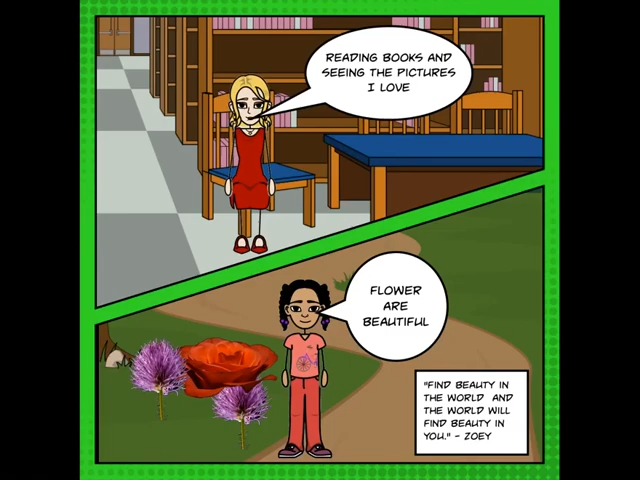 READING BOOKS AND
SEEING THE PICTURES
I LOVE
FLOWER
ARE
BEAUTIFUL
"FIND BEAUTY IN
THE WORLD AND
THE WORLD WILL
FIND BEAUTY IN
YOU." - ZOEY